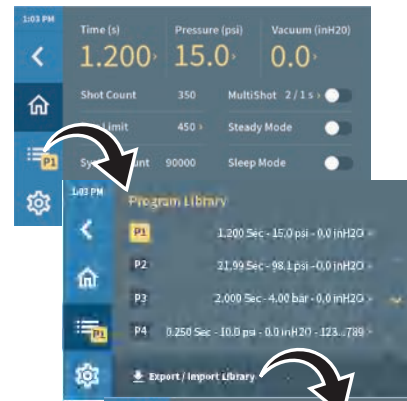 1:03 PM
Time (s) Pressure (psi) Vacuum (inH20)
1.200 15.0 0.0
Shot Count 350 MultiShot 2 / 1 s
Limit 450 Steady Mode
90000 Sleep Mode
P1
1:03 PM
Program Library
P1 1.200 Sec - 15.0 psi - 0.0 inH2O
P2 21.99 Sec - 98.1 psi - 0.0 inH2O
P3 2.000 Sec - 4.00 bar - 0.0 inH2O
P4 0.250 Sec - 10.0 psi - 0.0 inH2O - 123...789
P1
Export / Import Library